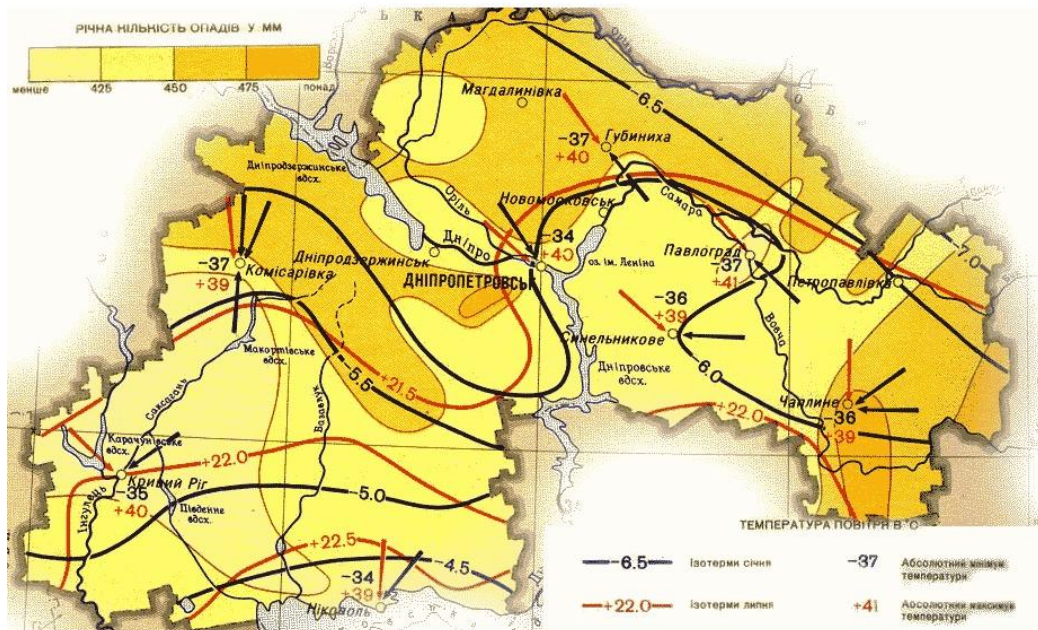 РІЧНА КІЛЬКІСТЬ ОПАДІВ У ММ
менше 425 450 475 понад
Магдалинівка
-6.5
-37 Губиниха
+40
Дніпродзержинське
вдсх.
Оріль
Новомосковськ
Самара
-7.0
-37
Комісарівка
+39
Дніпродзержинськ
Дніпро
-34
+40
ДНІПРОПЕТРОВСЬК
оз. ім. Леніна
Павлоград
-37
+41
Петропавлівка
-36
+39
Синельникове
Вовча
Макортівське
вдсх.
-5.5
+21.5
Дніпровське
вдсх.
-6.0
Саксагань
Базавлук
+22.0
Чаплине
-36
+39
Карачунівське
вдсх.
+22.0
Кривий Ріг
-35
+40
Інгулець
Південне
вдсх.
-5.0
+22.5
-4.5
-34
+39
Нікополь
ТЕМПЕРАТУРА ПОВІТРЯ В °С
-6.5 Ізотерми січня
-37 Абсолютний мінімум
температури
+22.0 Ізотерми липня
+41 Абсолютний максимум
температури